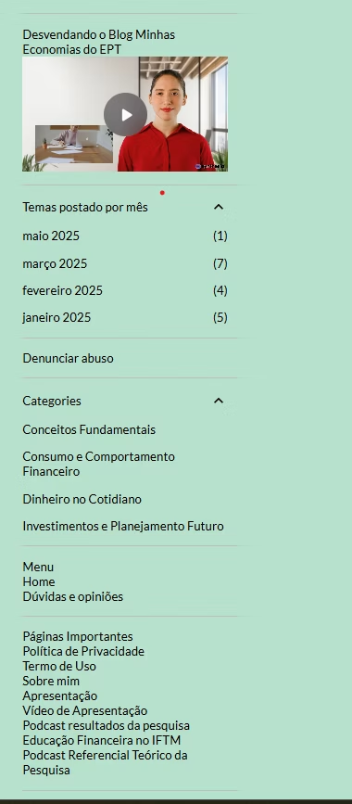 Desvendando o Blog Minhas
Economias do EPT
Temas postado por mês
maio 2025 (1)
março 2025 (7)
fevereiro 2025 (4)
janeiro 2025 (5)
Denunciar abuso
Categories
Conceitos Fundamentais
Consumo e Comportamento
Financeiro
Dinheiro no Cotidiano
Investimentos e Planejamento Futuro
Menu
Home
Dúvidas e opiniões
Páginas Importantes
Política de Privacidade
Termo de Uso
Sobre mim
Apresentação
Vídeo de Apresentação
Podcast resultados da pesquisa
Educação Financeira no IFTM
Podcast Referencial Teórico da
Pesquisa